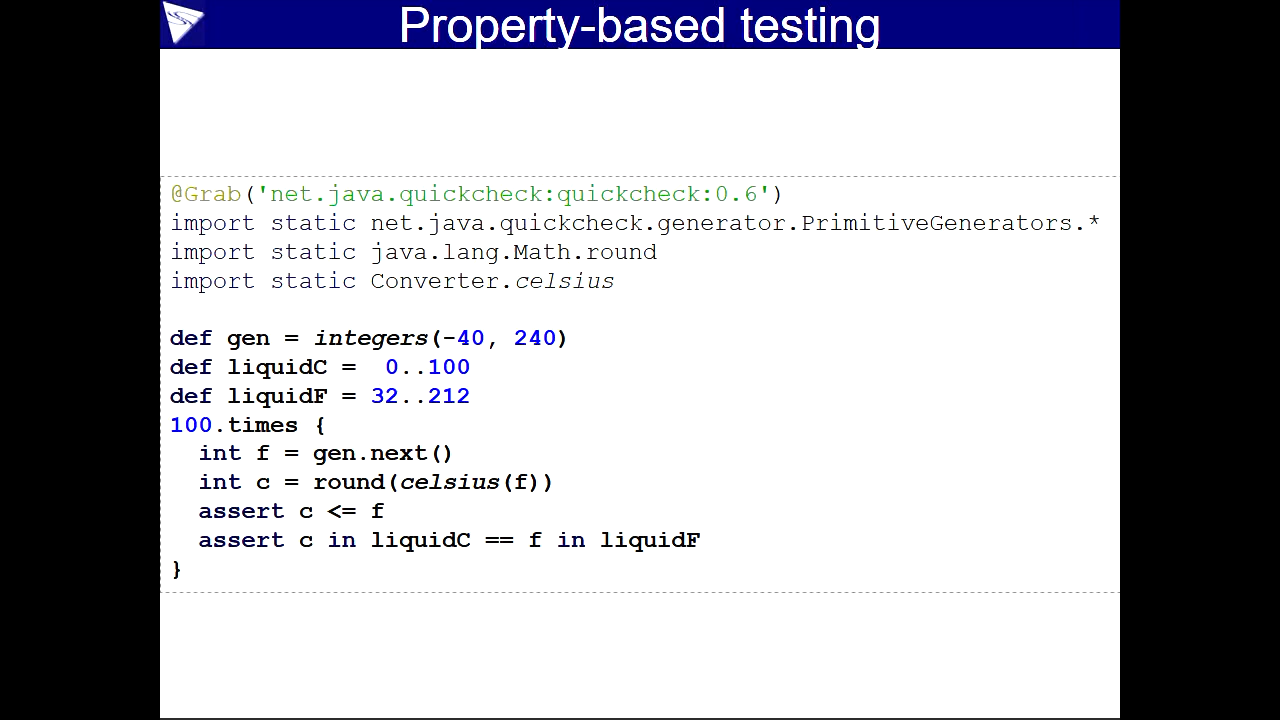 Property-based testing
@Grab('net.java.quickcheck:quickcheck:0.6')
import static net.java.quickcheck.generator.PrimitiveGenerators.*
import static java.lang.Math.round
import static Converter.celsius
def gen = integers(-40, 240)
def liquidC =  0..100
def liquidF = 32..212
100.times {
  int f = gen.next()
  int c = round(celsius(f))
  assert c <= f
  assert c in liquidC == f in liquidF
}